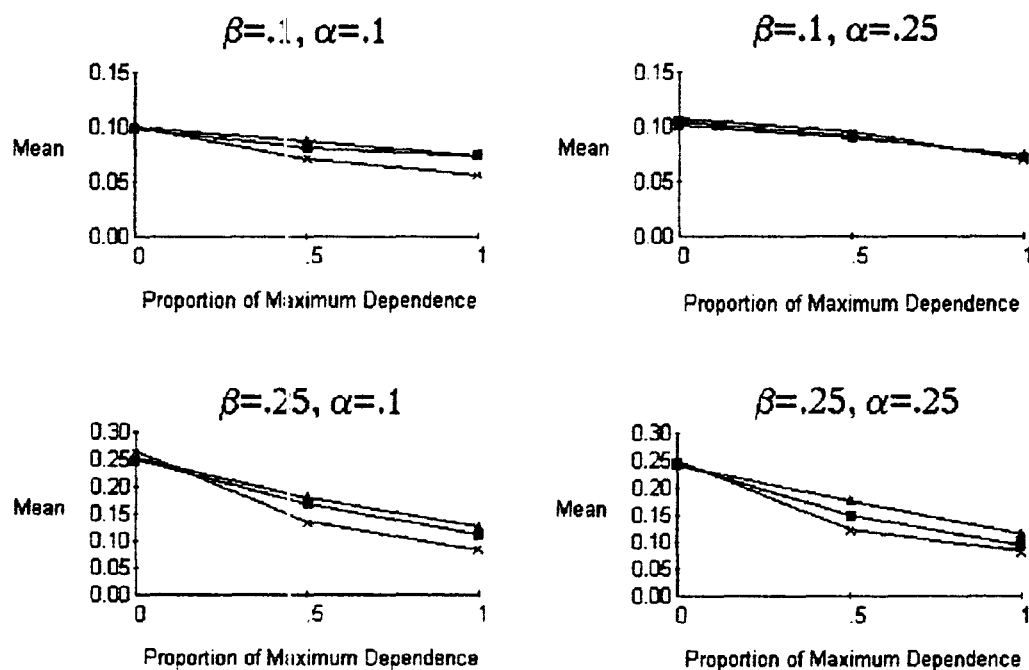 β=.1, α=.1
0.15
0.10
Mean
0.05
0.00
0 .5 1
Proportion of Maximum Dependence
β=.1, α=.25
0.15
0.10
Mean
0.05
0.00
0 .5 1
Proportion of Maximum Dependence
β=.25, α=.1
0.30
0.25
0.20
Mean
0.15
0.10
0.05
0.00
0 .5 1
Proportion of Maximum Dependence
β=.25, α=.25
0.30
0.25
0.20
Mean
0.15
0.10
0.05
0.00
0 .5 1
Proportion of Maximum Dependence